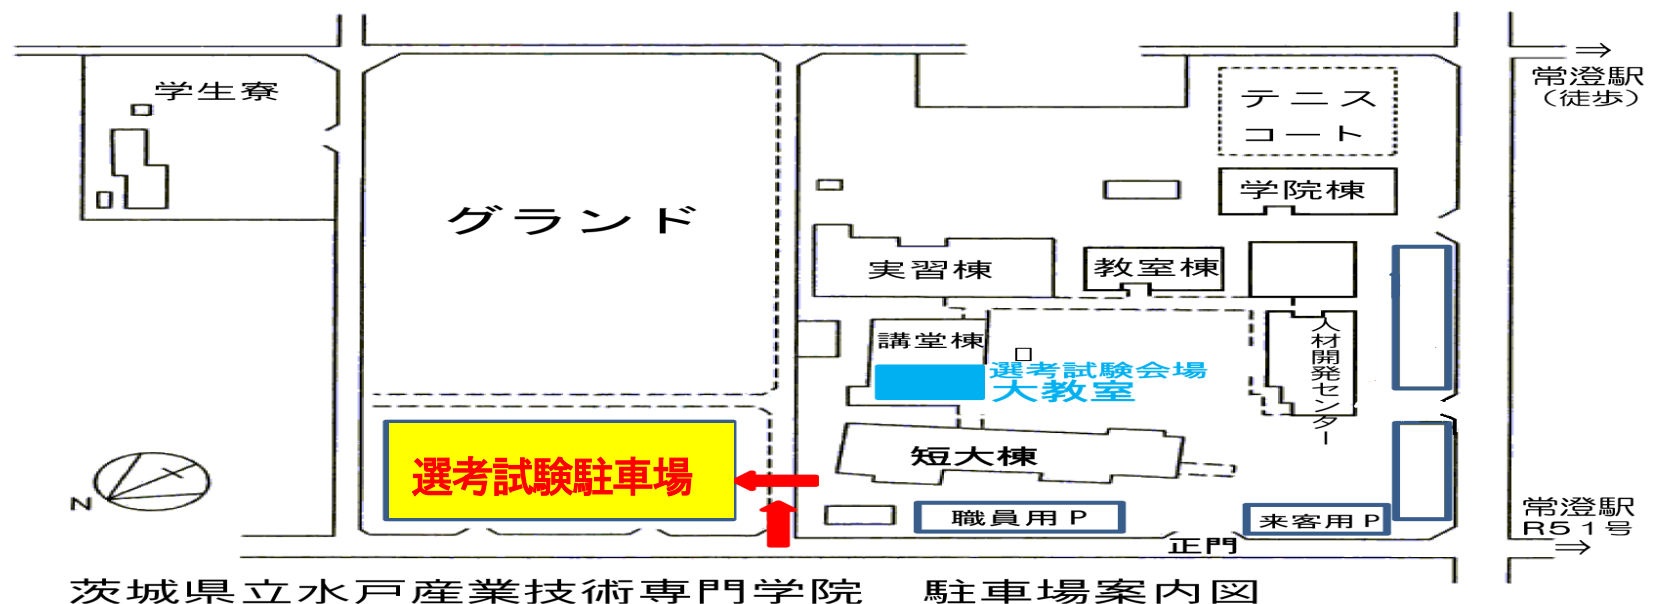 学生寮
グランド
テニス
コート
⇒
常澄駅
（徒歩）
学院棟
実習棟
教室棟
講堂棟
選考試験会場
大教室
人材開発センター
選考試験駐車場
短大棟
N
職員用P
来客用P
正門
常澄駅
R51号
⇒
茨城県立水戸産業技術専門学院 駐車場案内図